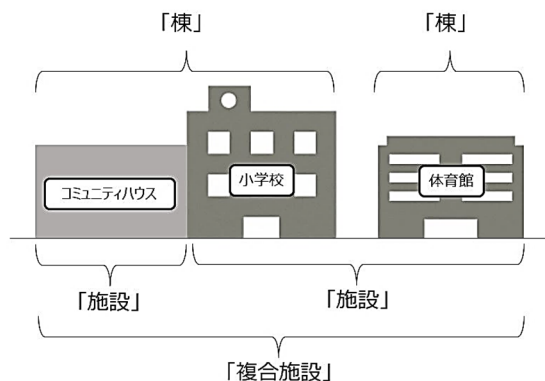 「棟」
「棟」
コミュニティハウス
小学校
体育館
「施設」
「施設」
「複合施設」